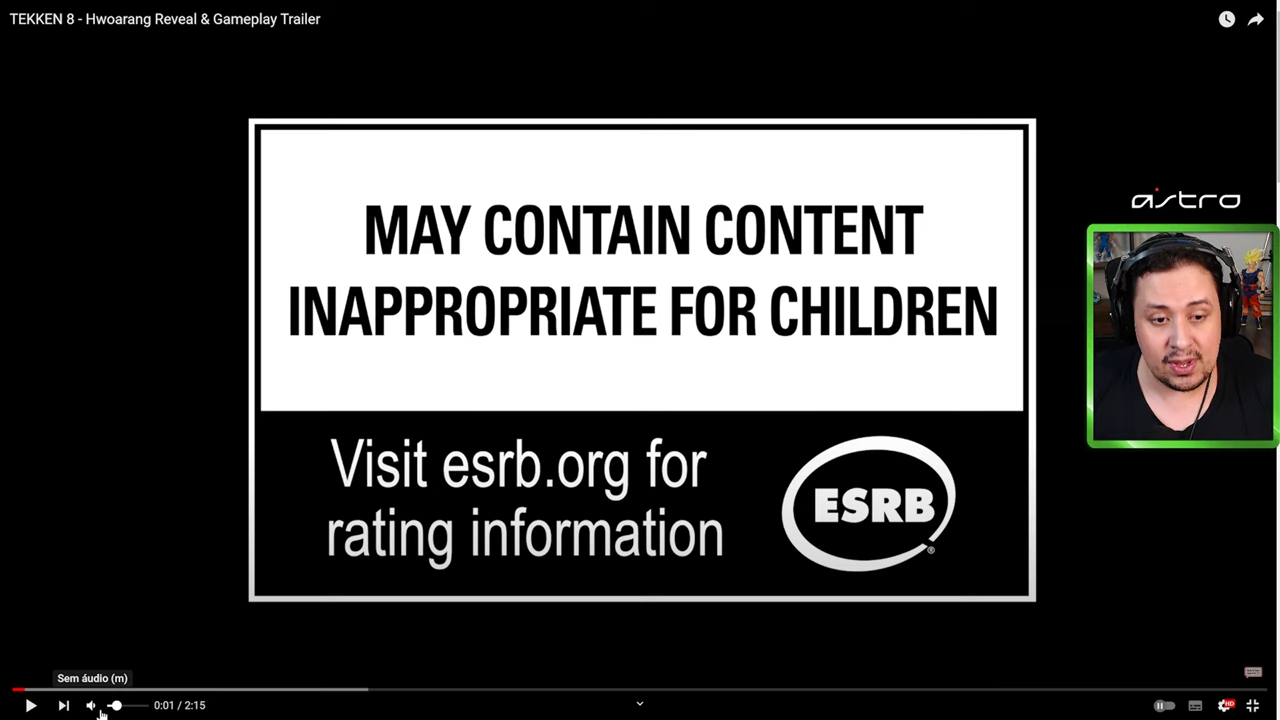 TEKKEN 8 - Hwoarang Reveal & Gameplay Trailer
MAY CONTAIN CONTENT
INAPPROPRIATE FOR CHILDREN
Visit esrb.org for
rating information
ESRB
®
astro
Sem áudio (m)
0:01 / 2:15
HD